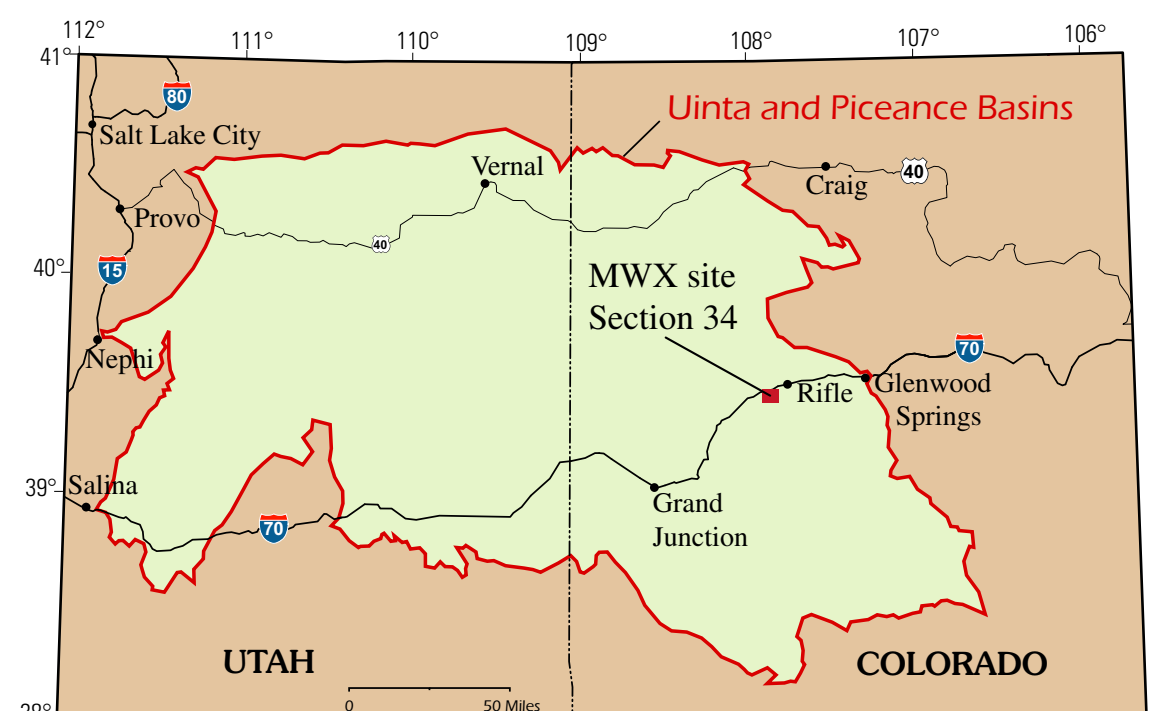 112°
111°
110°
109°
108°
107°
106°
41°
80
Uinta and Piceance Basins
Salt Lake City
Vernal
40
Craig
Provo
40
40°
15
MWX site
Section 34
Nephi
70
Rifle
Glenwood
Springs
39°
Salina
Grand
Junction
70
UTAH
COLORADO
0
50 Miles